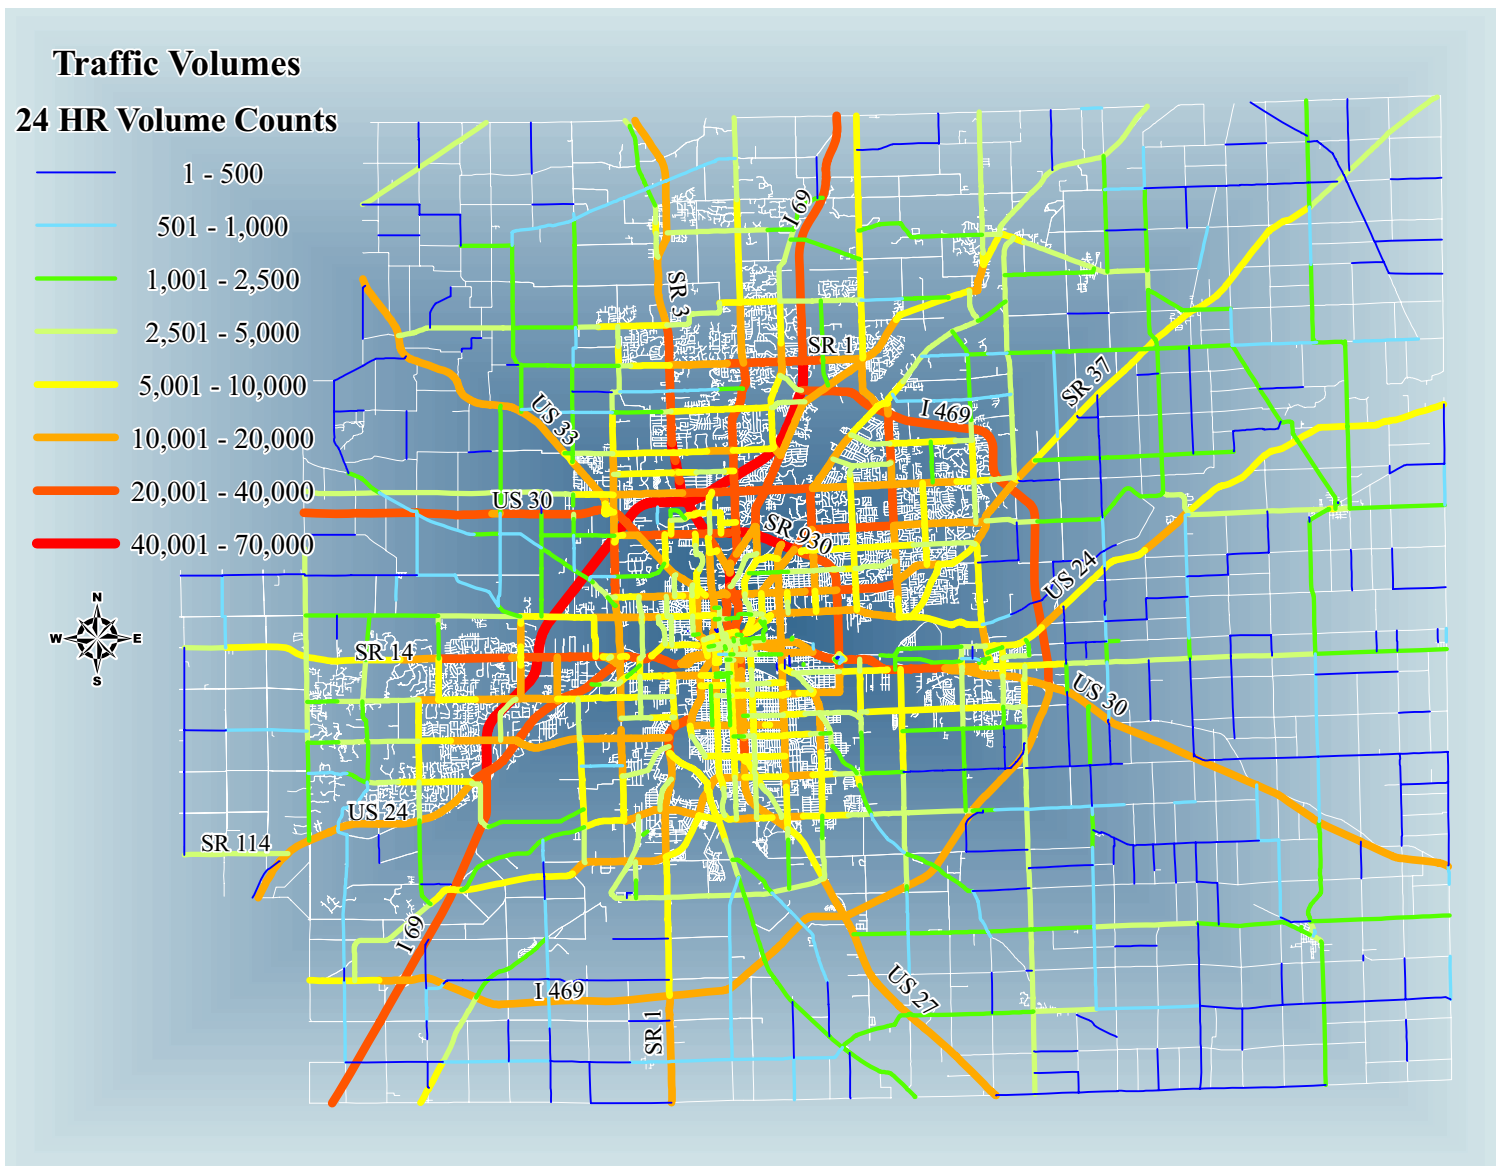 Traffic Volumes
24 HR Volume Counts
1 - 500
501 - 1,000
1,001 - 2,500
2,501 - 5,000
5,001 - 10,000
10,001 - 20,000
20,001 - 40,000
40,001 - 70,000
N
W E
S
I 69
SR 3
SR 1
SR 37
US 33
I 469
US 30
SR 930
US 24
SR 14
US 30
US 24
SR 114
I 69
I 469
US 27
SR 1